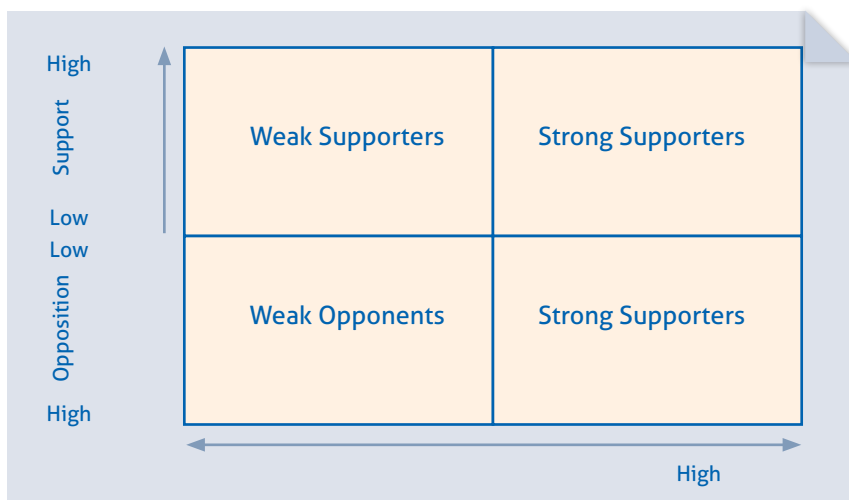 High
Support
Low
Low
Opposition
High
Weak Supporters
Strong Supporters
Weak Opponents
Strong Supporters
High